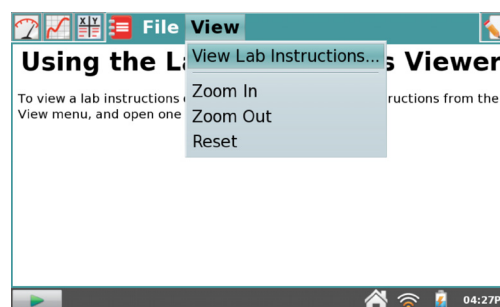 X Y File View
Using the La s Viewer
View Lab Instructions...
To view a lab instructions ructions from the
View menu, and open one
Zoom In
Zoom Out
Reset
04:27